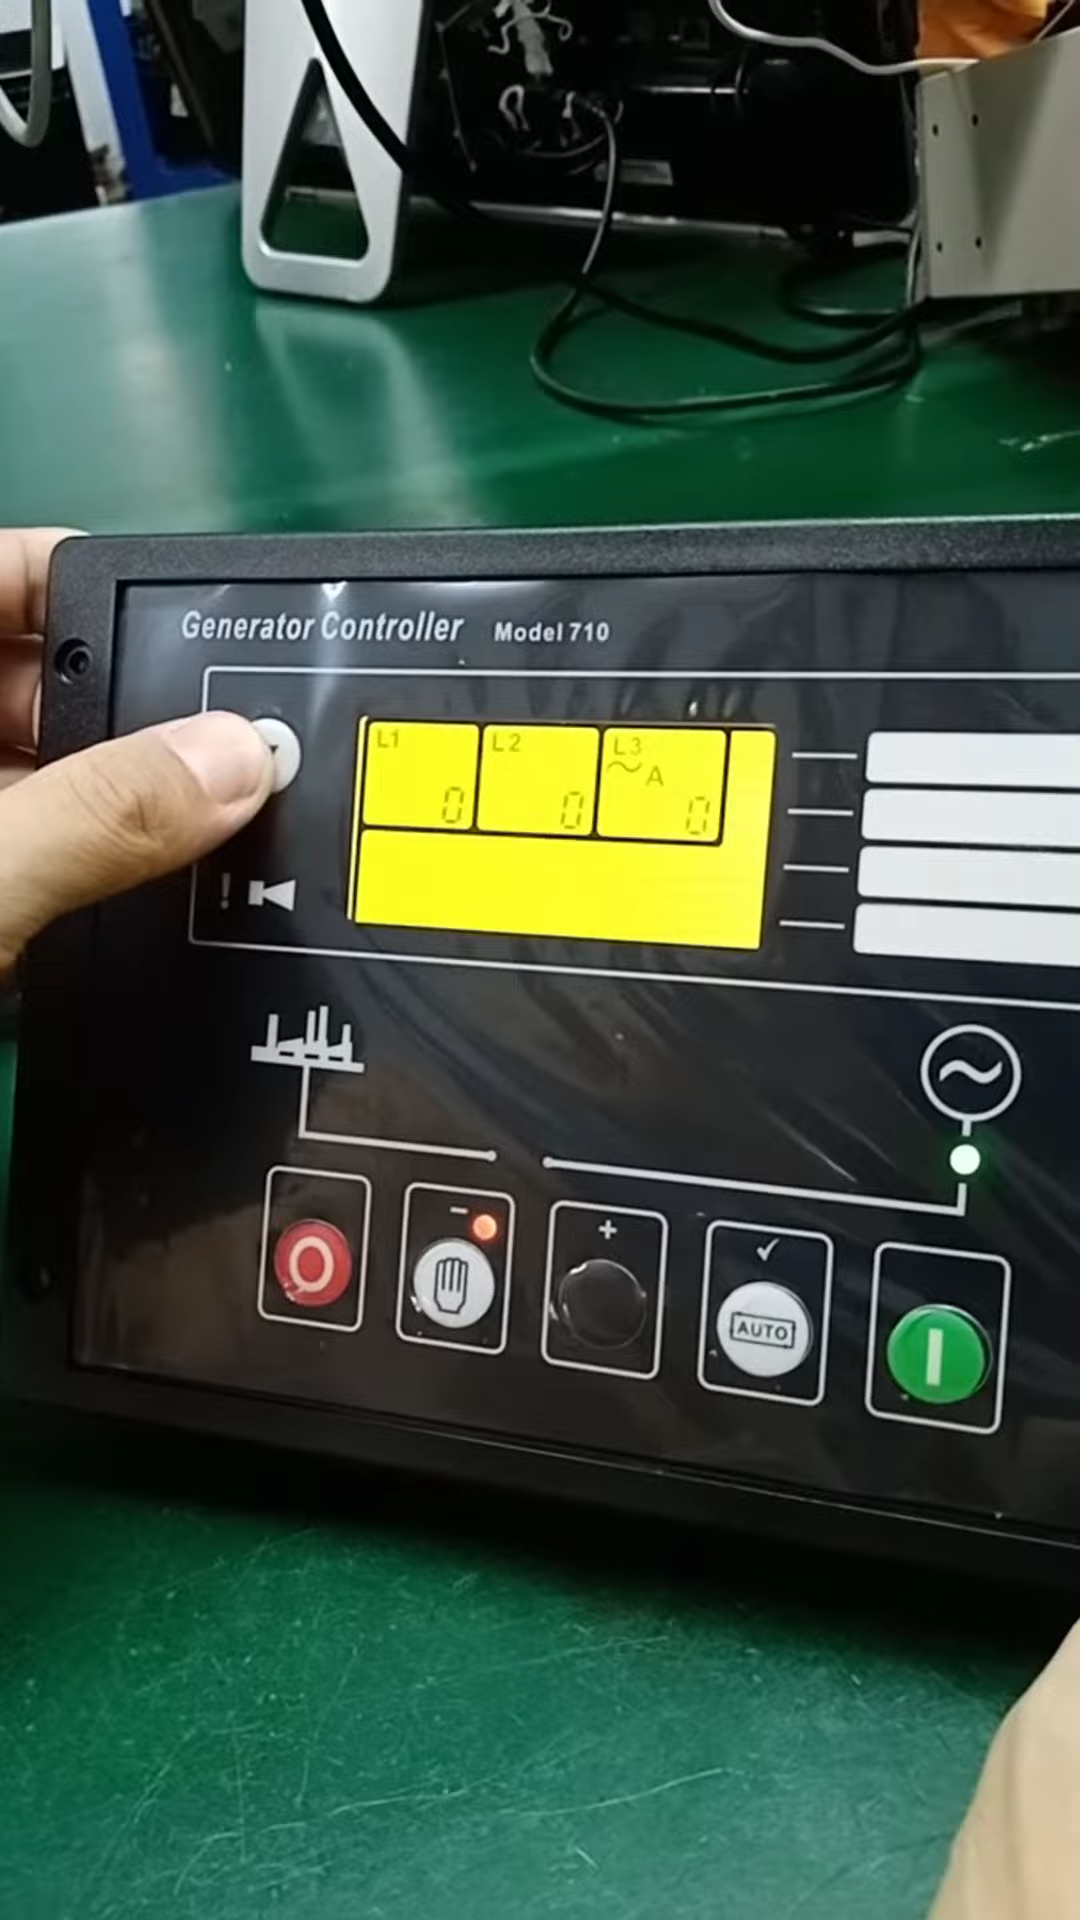 Generator Controller Model 710
L1 L2 L3
A
0 0 0
!
- + ✓
AUTO